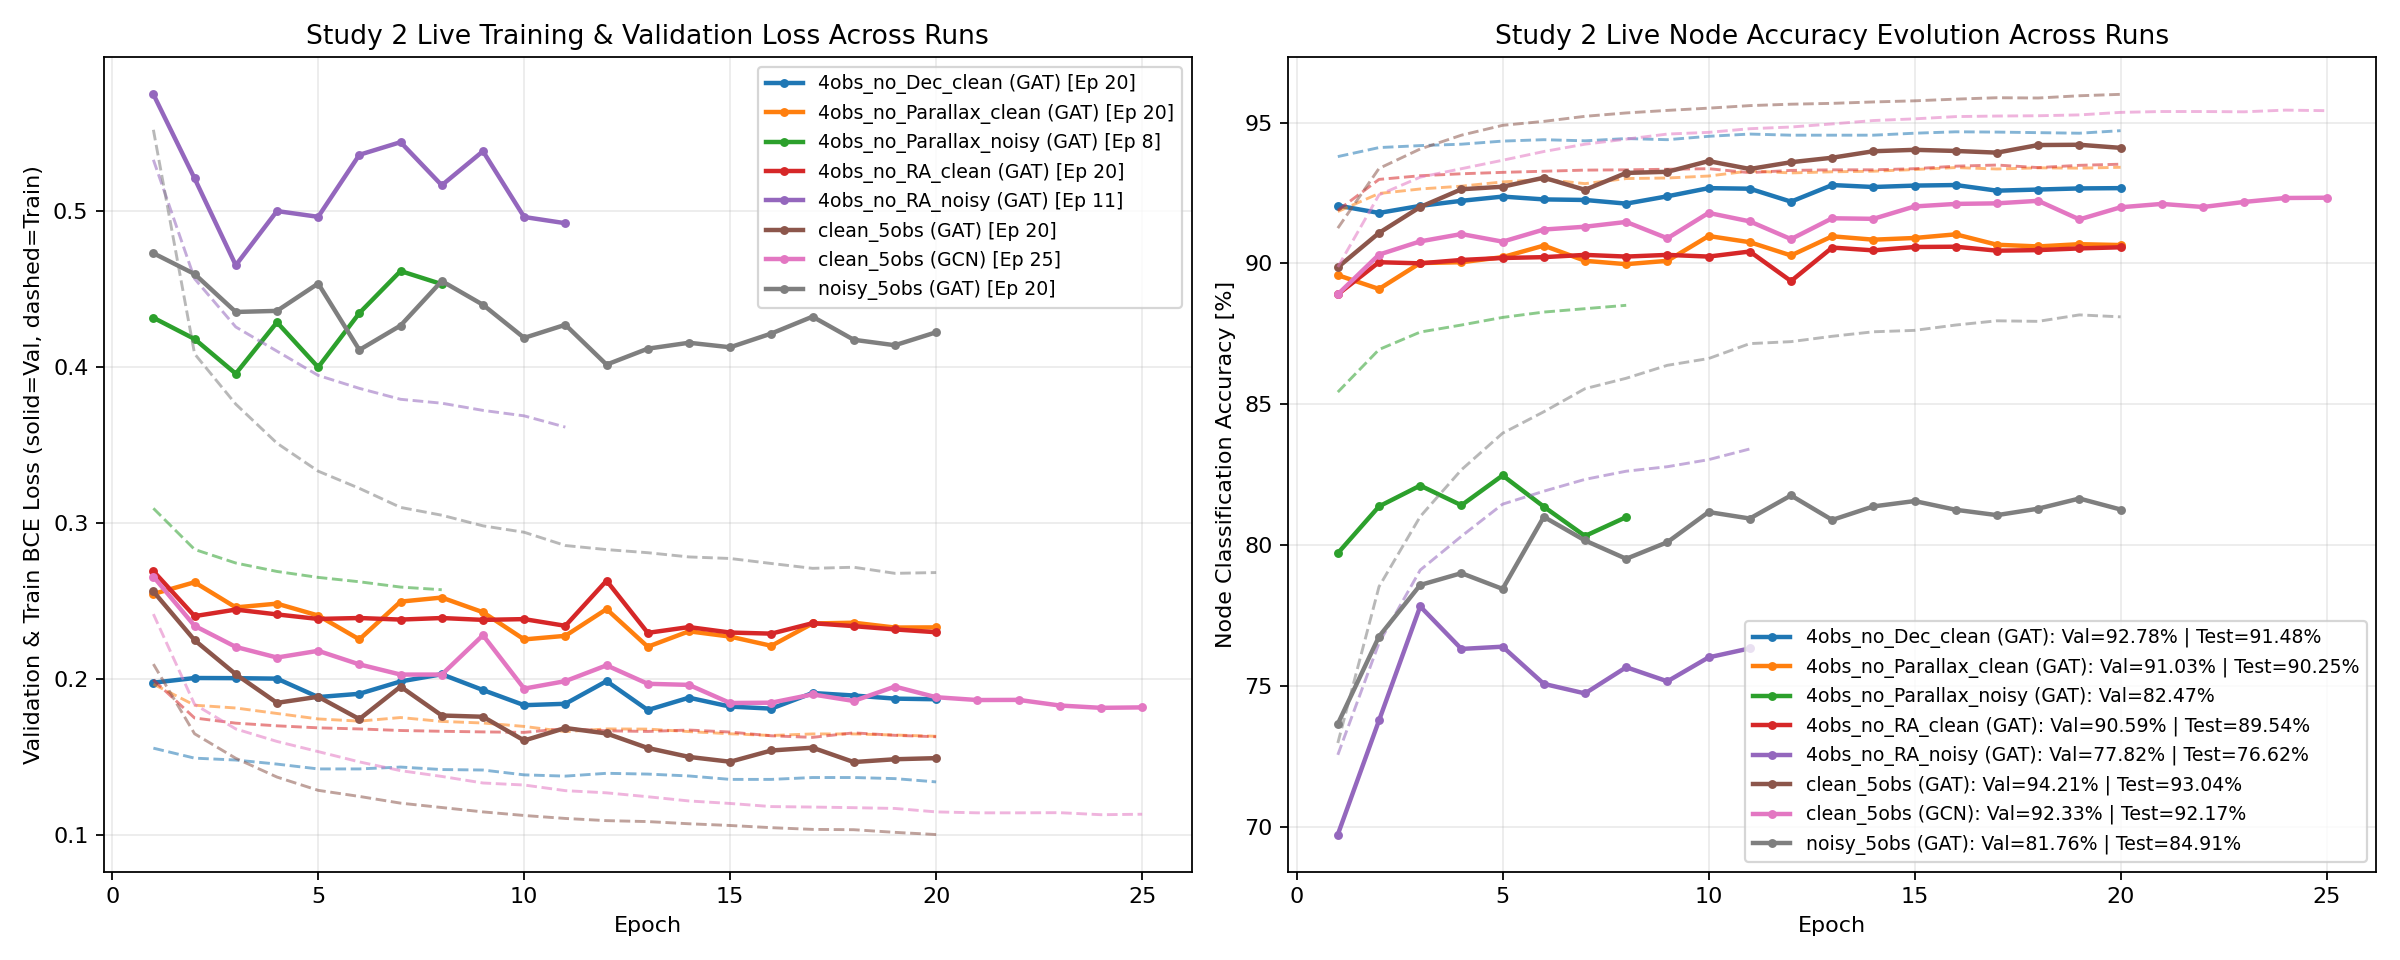 Study 2 Live Training & Validation Loss Across Runs
Validation & Train BCE Loss (solid=Val, dashed=Train)
0.5
0.4
0.3
0.2
0.1
0
5
10
15
20
25
Epoch
4obs_no_Dec_clean (GAT) [Ep 20]
4obs_no_Parallax_clean (GAT) [Ep 20]
4obs_no_Parallax_noisy (GAT) [Ep 8]
4obs_no_RA_clean (GAT) [Ep 20]
4obs_no_RA_noisy (GAT) [Ep 11]
clean_5obs (GAT) [Ep 20]
clean_5obs (GCN) [Ep 25]
noisy_5obs (GAT) [Ep 20]
Study 2 Live Node Accuracy Evolution Across Runs
Node Classification Accuracy [%]
95
90
85
80
75
70
0
5
10
15
20
25
Epoch
4obs_no_Dec_clean (GAT): Val=92.78% | Test=91.48%
4obs_no_Parallax_clean (GAT): Val=91.03% | Test=90.25%
4obs_no_Parallax_noisy (GAT): Val=82.47%
4obs_no_RA_clean (GAT): Val=90.59% | Test=89.54%
4obs_no_RA_noisy (GAT): Val=77.82% | Test=76.62%
clean_5obs (GAT): Val=94.21% | Test=93.04%
clean_5obs (GCN): Val=92.33% | Test=92.17%
noisy_5obs (GAT): Val=81.76% | Test=84.91%